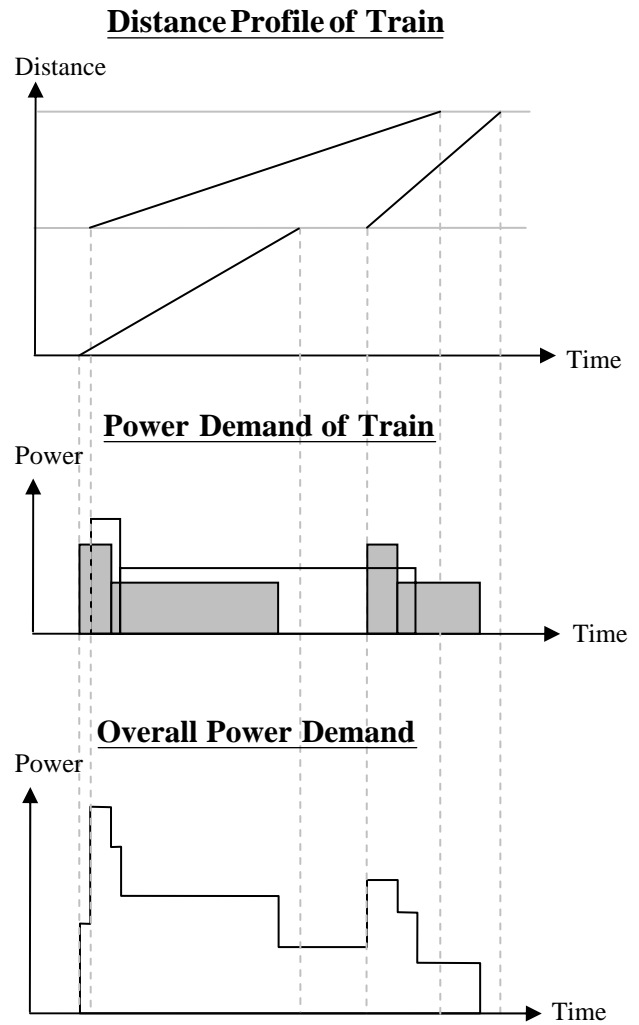 Distance Profile of Train
Distance
Time
Power Demand of Train
Power
Time
Overall Power Demand
Power
Time